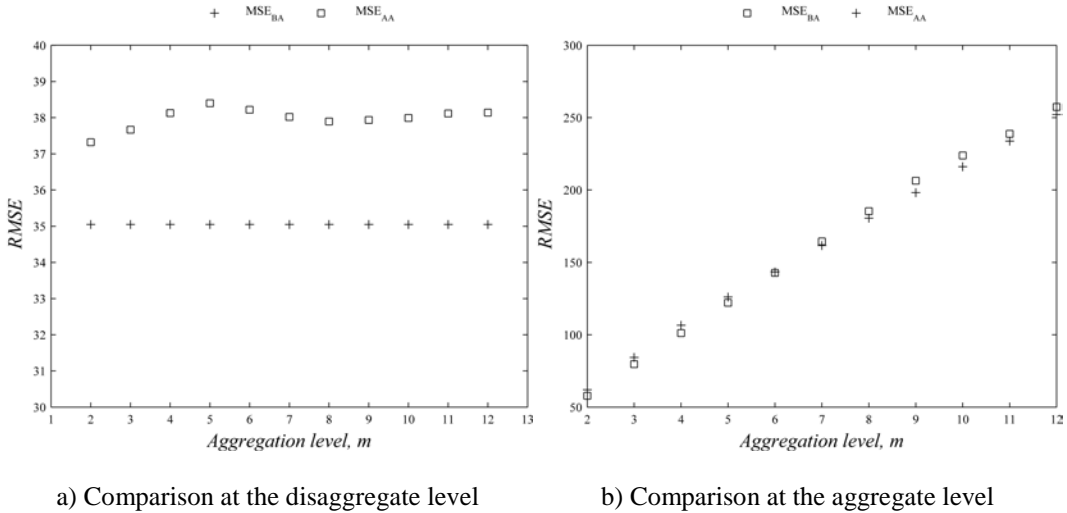 MSE_BA MSE_AA
40
39
38
37
36
35
34
33
32
31
30
RMSE
1 2 3 4 5 6 7 8 9 10 11 12 13
Aggregation level, m
a) Comparison at the disaggregate level
MSE_BA MSE_AA
300
250
200
150
100
50
RMSE
2 3 4 5 6 7 8 9 10 11 12
Aggregation level, m
b) Comparison at the aggregate level